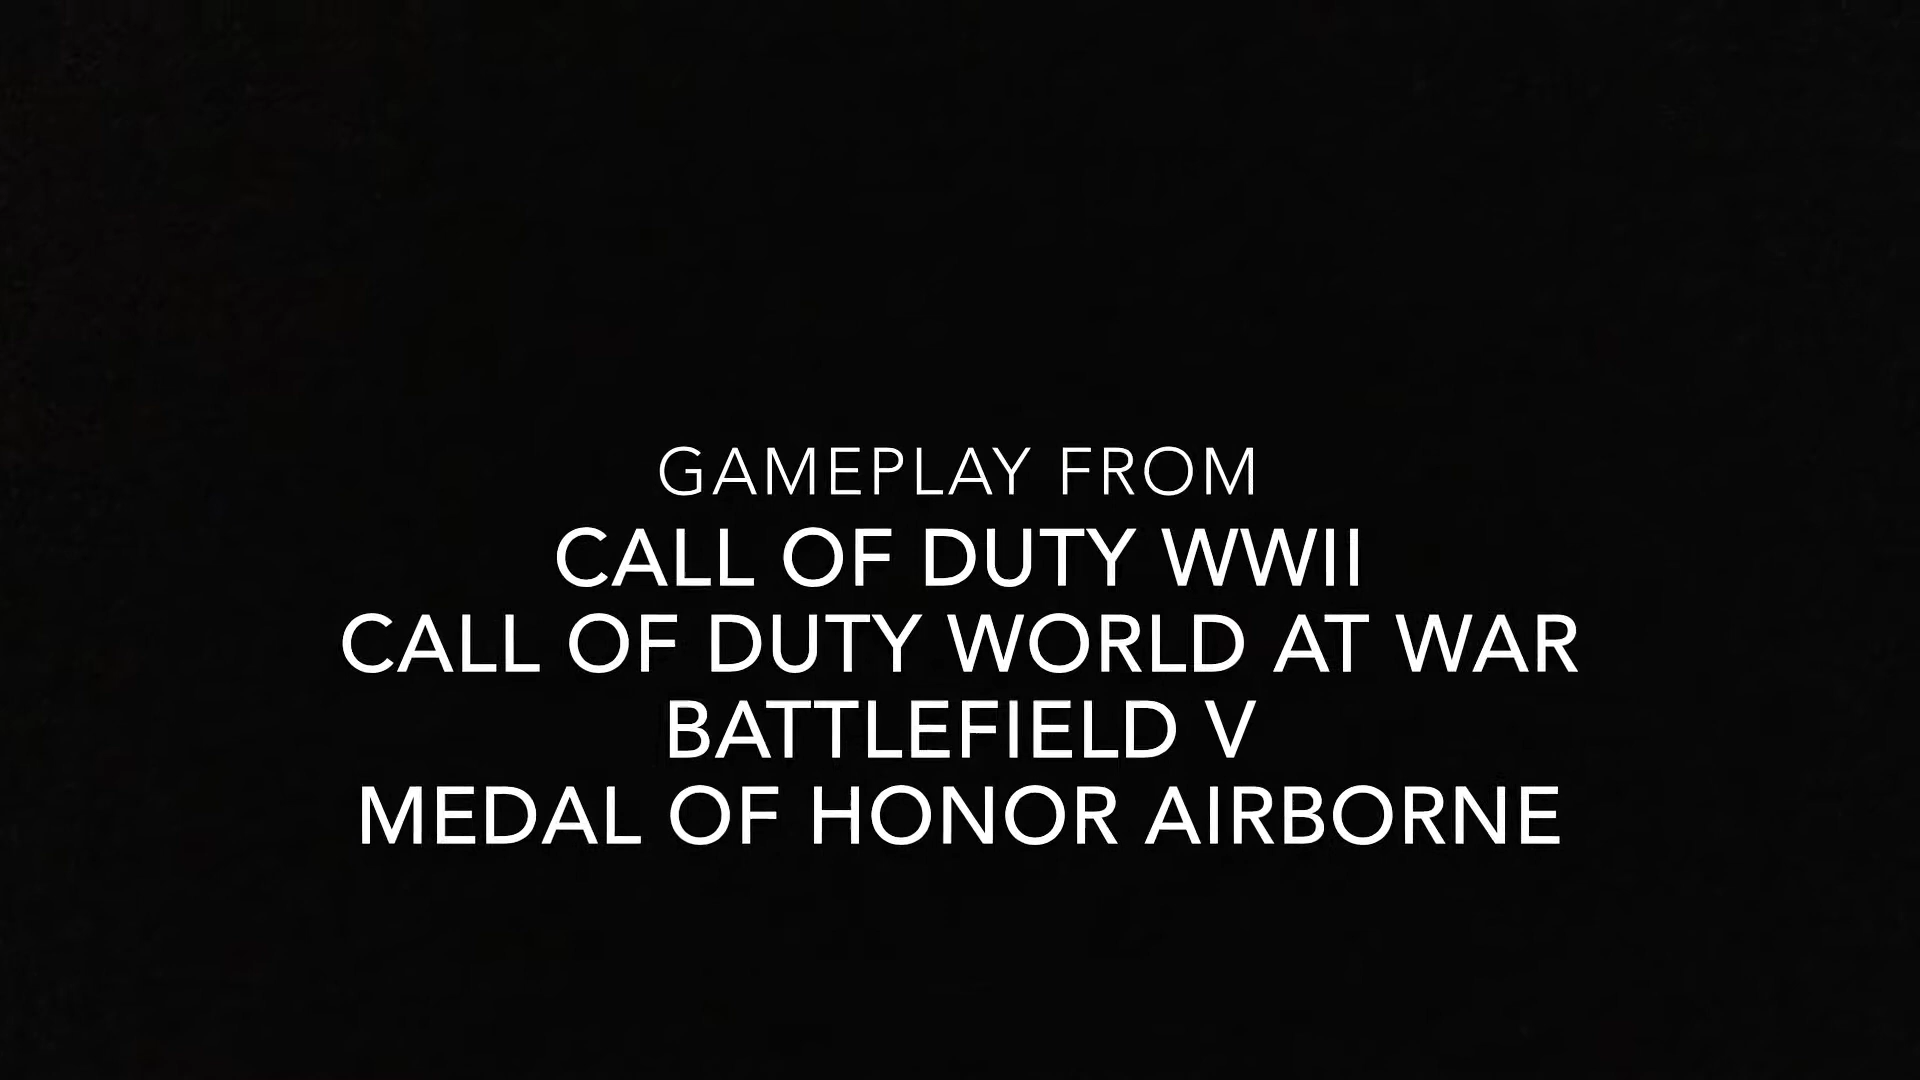 GAMEPLAY FROM
CALL OF DUTY WWII
CALL OF DUTY WORLD AT WAR
BATTLEFIELD V
MEDAL OF HONOR AIRBORNE